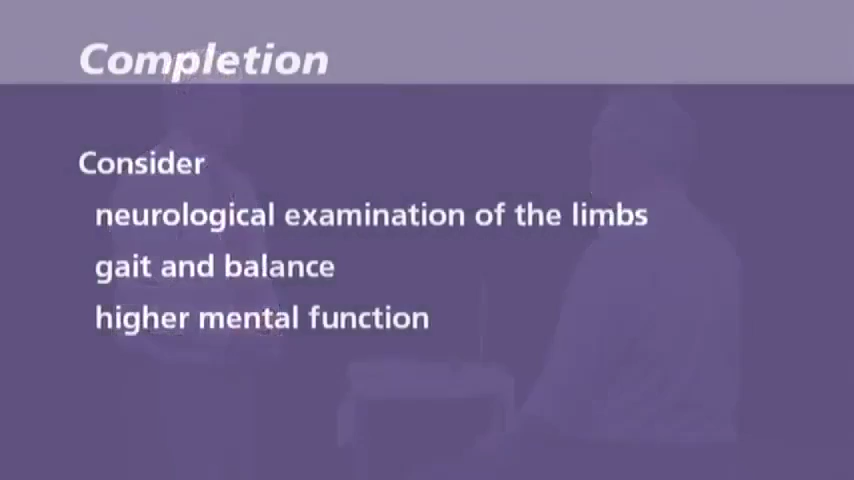 Completion
Consider
neurological examination of the limbs
gait and balance
higher mental function